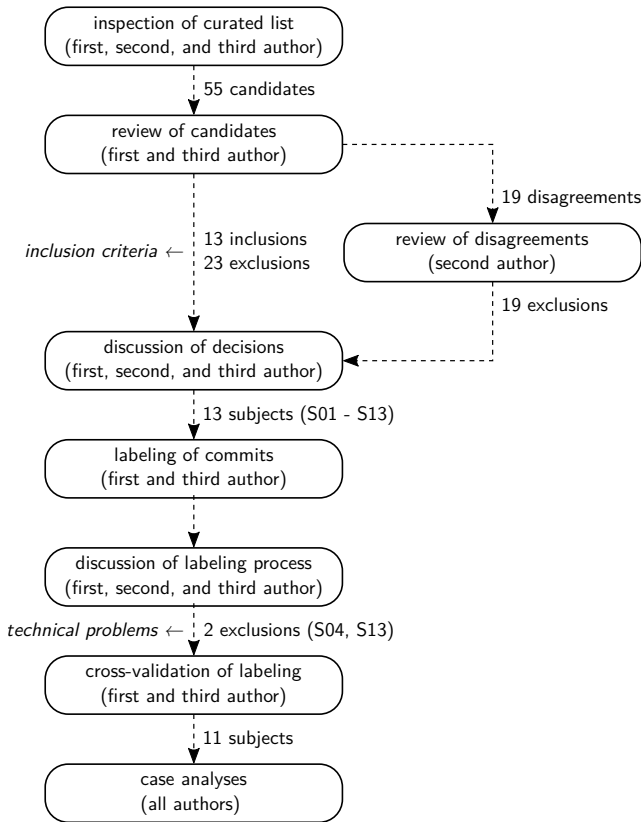 inspection of curated list
(first, second, and third author)
55 candidates
review of candidates
(first and third author)
19 disagreements
review of disagreements
(second author)
inclusion criteria ←
13 inclusions
23 exclusions
19 exclusions
discussion of decisions
(first, second, and third author)
13 subjects (S01 - S13)
labeling of commits
(first and third author)
discussion of labeling process
(first, second, and third author)
technical problems ← 2 exclusions (S04, S13)
cross-validation of labeling
(first and third author)
11 subjects
case analyses
(all authors)